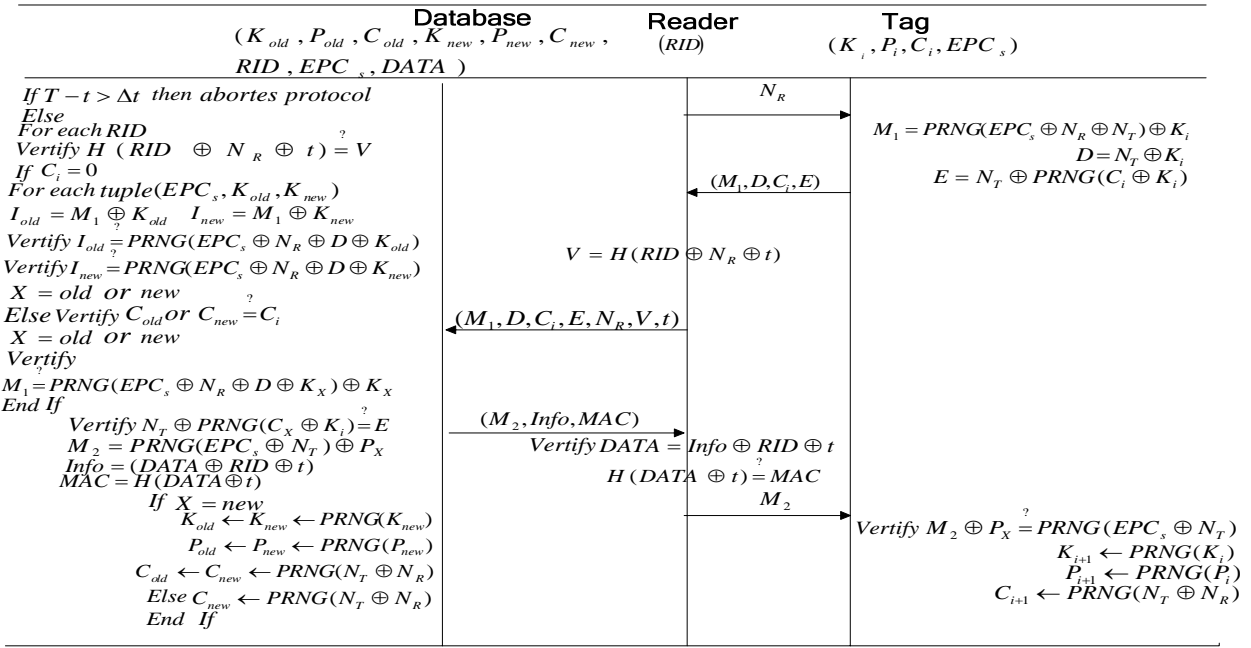 Database
(K_old , P_old , C_old , K_new , P_new , C_new ,
RID , EPC_s , DATA )
Reader
(RID)
Tag
(K_i , P_i , C_i , EPC_s )
If T − t > Δt then abortes protocol
Else
For each RID
Vertify H ( RID ⊕ N_R ⊕ t) ≟ V
If C_i = 0
For each tuple(EPC_s , K_old , K_new )
I_old = M_1 ⊕ K_old I_new = M_1 ⊕ K_new
Vertify I_old ≟ PRNG(EPC_s ⊕ N_R ⊕ D ⊕ K_old)
Vertify I_new ≟ PRNG(EPC_s ⊕ N_R ⊕ D ⊕ K_new)
X = old or new
Else Vertify C_old or C_new ≟ C_i
X = old or new
Vertify
M_1 ≟ PRNG(EPC_s ⊕ N_R ⊕ D ⊕ K_X) ⊕ K_X
End If
Vertify N_T ⊕ PRNG(C_X ⊕ K_i) ≟ E
M_2 = PRNG(EPC_s ⊕ N_T ) ⊕ P_X
Info = (DATA ⊕ RID ⊕ t)
MAC = H(DATA ⊕ t)
If X = new
K_old ← K_new ← PRNG(K_new)
P_old ← P_new ← PRNG(P_new)
C_old ← C_new ← PRNG(N_T ⊕ N_R)
Else C_new ← PRNG(N_T ⊕ N_R)
End If
N_R
(M_1,D,C_i,E)
V = H(RID ⊕ N_R ⊕ t)
(M_1,D,C_i,E,N_R,V,t)
(M_2,Info,MAC)
Vertify DATA = Info ⊕ RID ⊕ t
H(DATA ⊕ t) ≟ MAC
M_2
M_1 = PRNG(EPC_s ⊕ N_R ⊕ N_T) ⊕ K_i
D = N_T ⊕ K_i
E = N_T ⊕ PRNG(C_i ⊕ K_i)
Vertify M_2 ⊕ P_X ≟ PRNG(EPC_s ⊕ N_T)
K_i+1 ← PRNG(K_i)
P_i+1 ← PRNG(P_i)
C_i+1 ← PRNG(N_T ⊕ N_R)